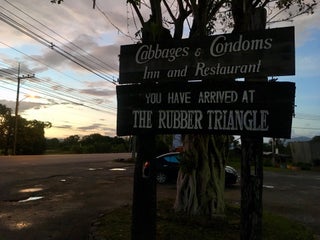 Cabbages & Condoms
Inn and Restaurant
YOU HAVE ARRIVED AT
THE RUBBER TRIANGLE